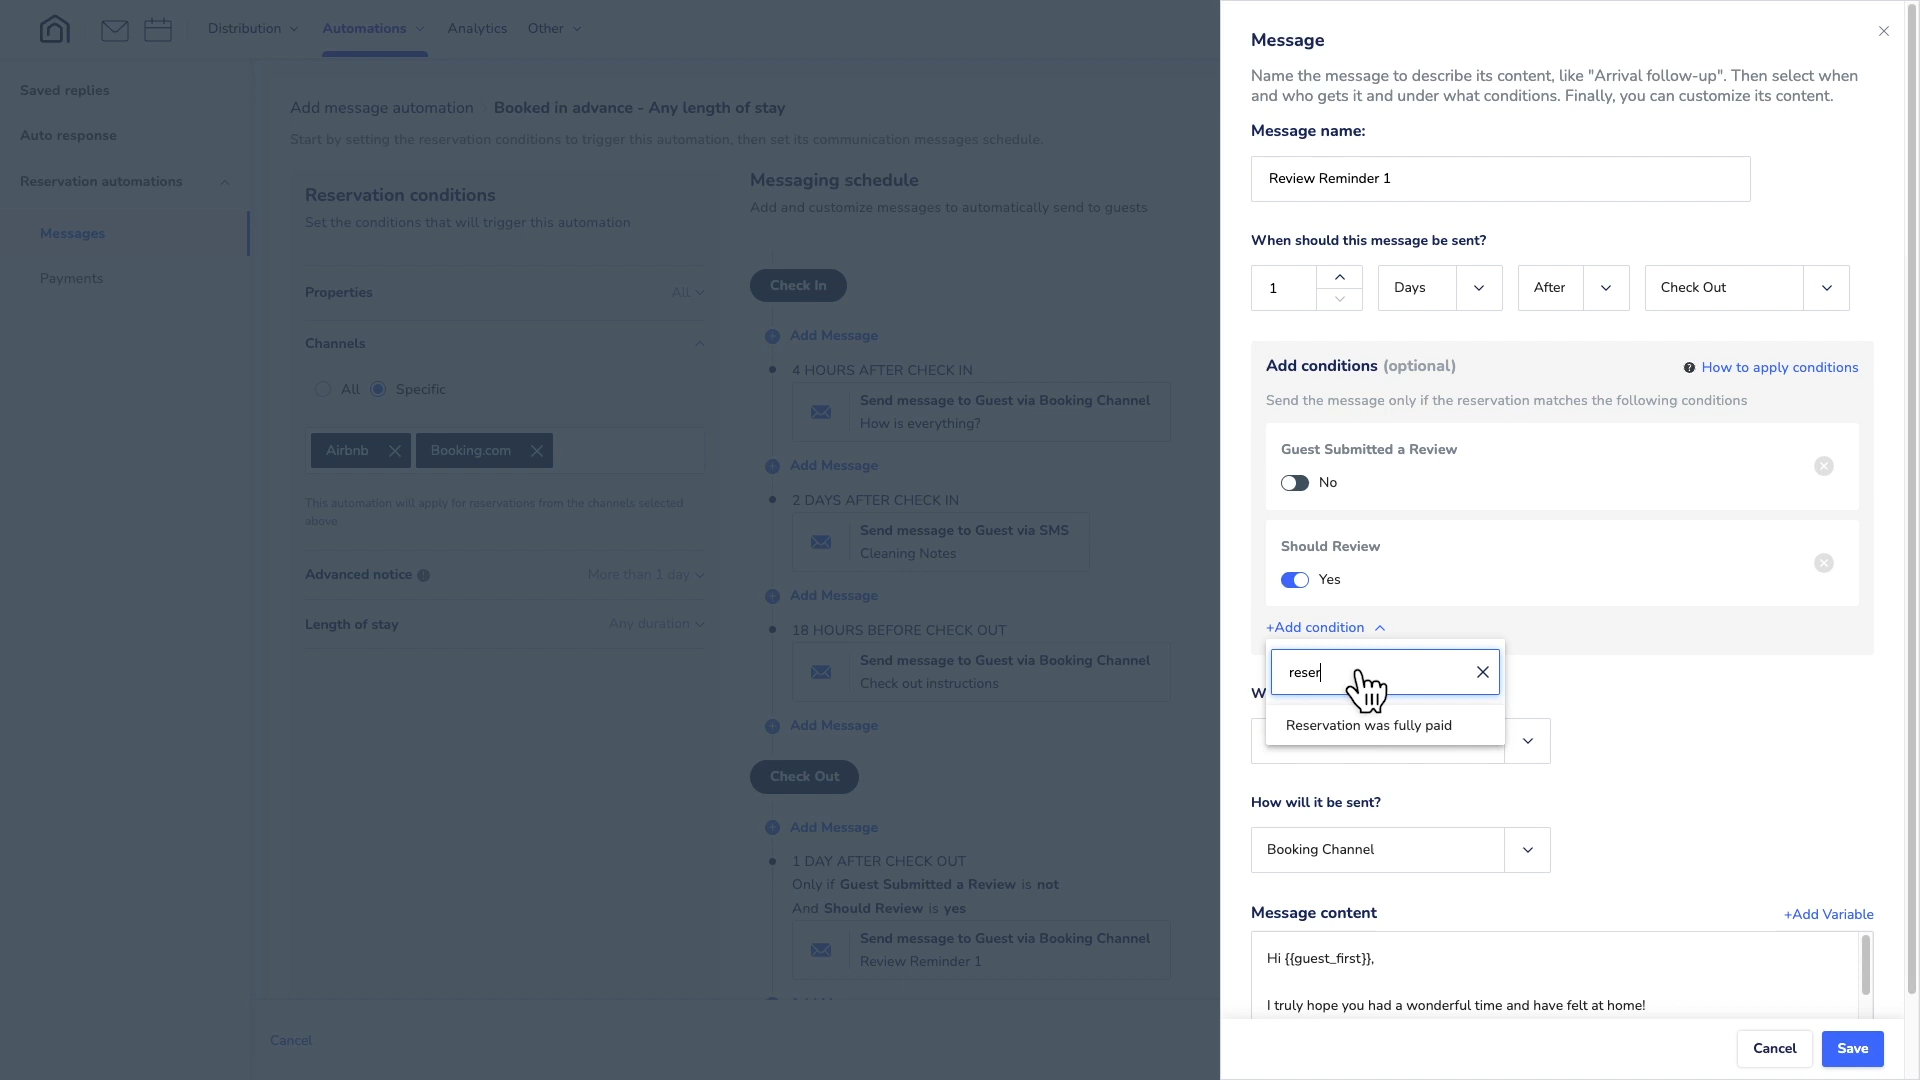 Distribution
Automations
Analytics
Other
Saved replies
Auto response
Reservation automations
Messages
Payments
Add message automation
Booked in advance - Any length of stay
Start by setting the reservation conditions to trigger this automation, then set its communication messages schedule.
Reservation conditions
Set the conditions that will trigger this automation
Properties
All
Channels
All
Specific
Airbnb
Booking.com
This automation will apply for reservations from the channels selected
above
Advanced notice
More than 1 day
Length of stay
Any duration
Messaging schedule
Add and customize messages to automatically send to guests
Check In
Add Message
4 HOURS AFTER CHECK IN
Send message to Guest via Booking Channel
How is everything?
Add Message
2 DAYS AFTER CHECK IN
Send message to Guest via SMS
Cleaning Notes
Add Message
18 HOURS BEFORE CHECK OUT
Send message to Guest via Booking Channel
Check out instructions
Add Message
Check Out
Add Message
1 DAY AFTER CHECK OUT
Only if Guest Submitted a Review is not
And Should Review is yes
Send message to Guest via Booking Channel
Review Reminder 1
Cancel
Message
Name the message to describe its content, like "Arrival follow-up". Then select when
and who gets it and under what conditions. Finally, you can customize its content.
Message name:
Review Reminder 1
When should this message be sent?
1
Days
After
Check Out
Add conditions (optional)
How to apply conditions
Send the message only if the reservation matches the following conditions
Guest Submitted a Review
No
Should Review
Yes
+Add condition
reser
Reservation was fully paid
How will it be sent?
Booking Channel
Message content
+Add Variable
Hi {{guest_first}},
I truly hope you had a wonderful time and have felt at home!
Cancel
Save